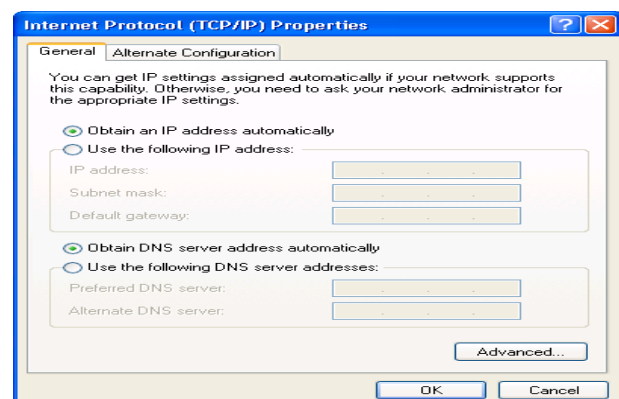 Internet Protocol (TCP/IP) Properties
General
Alternate Configuration
You can get IP settings assigned automatically if your network supports
this capability. Otherwise, you need to ask your network administrator for
the appropriate IP settings.
Obtain an IP address automatically
Use the following IP address:
IP address:
Subnet mask:
Default gateway:
Obtain DNS server address automatically
Use the following DNS server addresses:
Preferred DNS server:
Alternate DNS server:
Advanced...
OK
Cancel